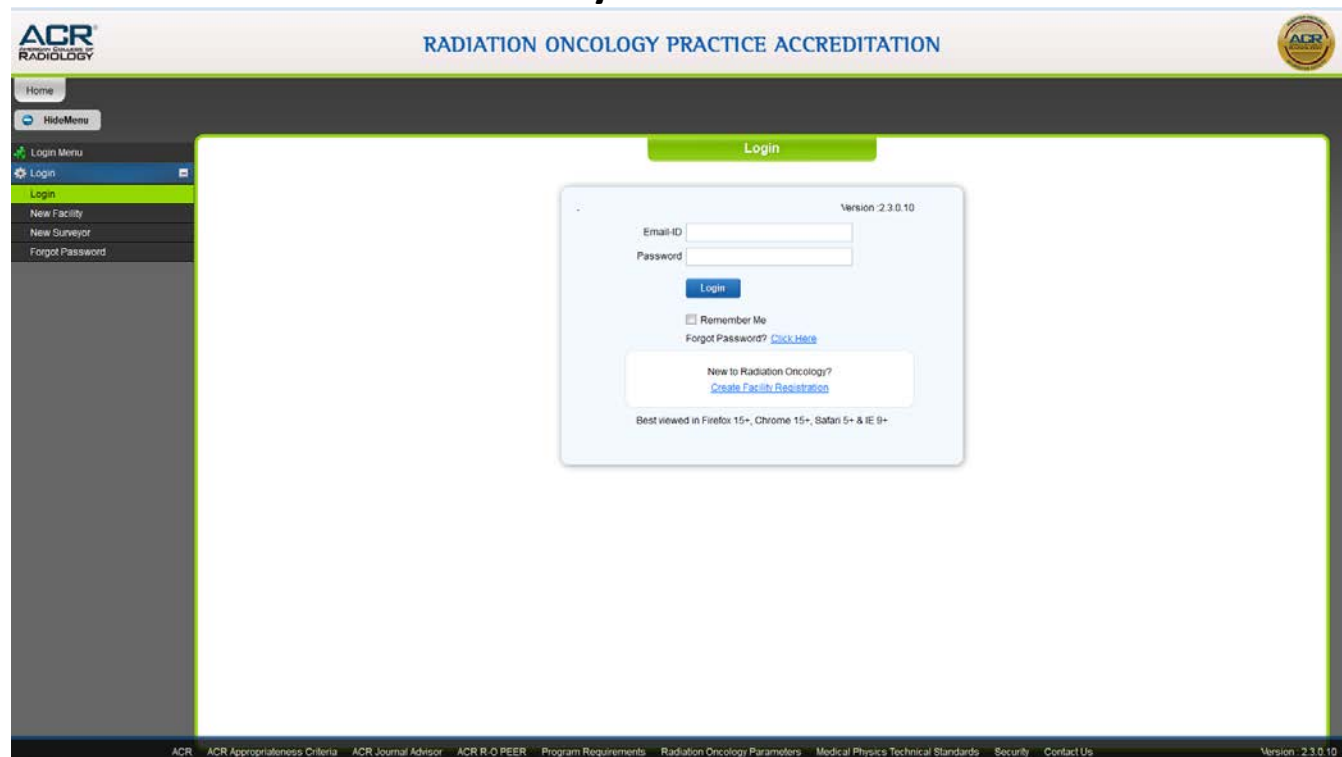 ACR
AMERICAN COLLEGE OF
RADIOLOGY
RADIATION ONCOLOGY PRACTICE ACCREDITATION
ACR
Home
HideMenu
Login Menu
Login
Login
New Facility
New Surveyor
Forgot Password
Login
Version :2.3.0.10
Email-ID
Password
Login
Remember Me
Forgot Password? Click Here
New to Radiation Oncology?
Create Facility Registration
Best viewed in Firefox 15+, Chrome 15+, Safari 5+ & IE 9+
ACR ACR Appropriateness Criteria ACR Journal Advisor ACR R-O PEER Program Requirements Radiation Oncology Parameters Medical Physics Technical Standards Security Contact Us Version : 2.3.0.10